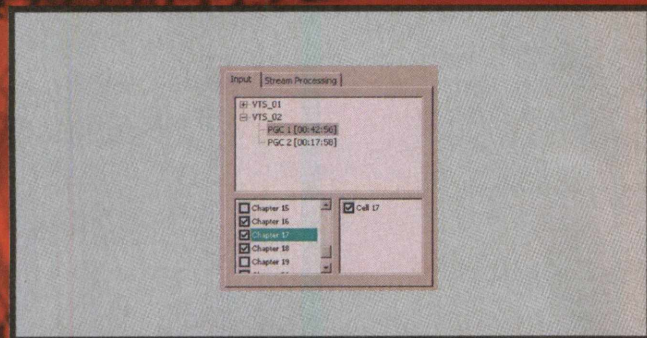 Input Stream Processing
VTS_01
VTS_02
PGC 1 [00:42:56]
PGC 2 [00:17:58]
Chapter 15
Chapter 16
Chapter 17
Chapter 18
Chapter 19
Cell 17